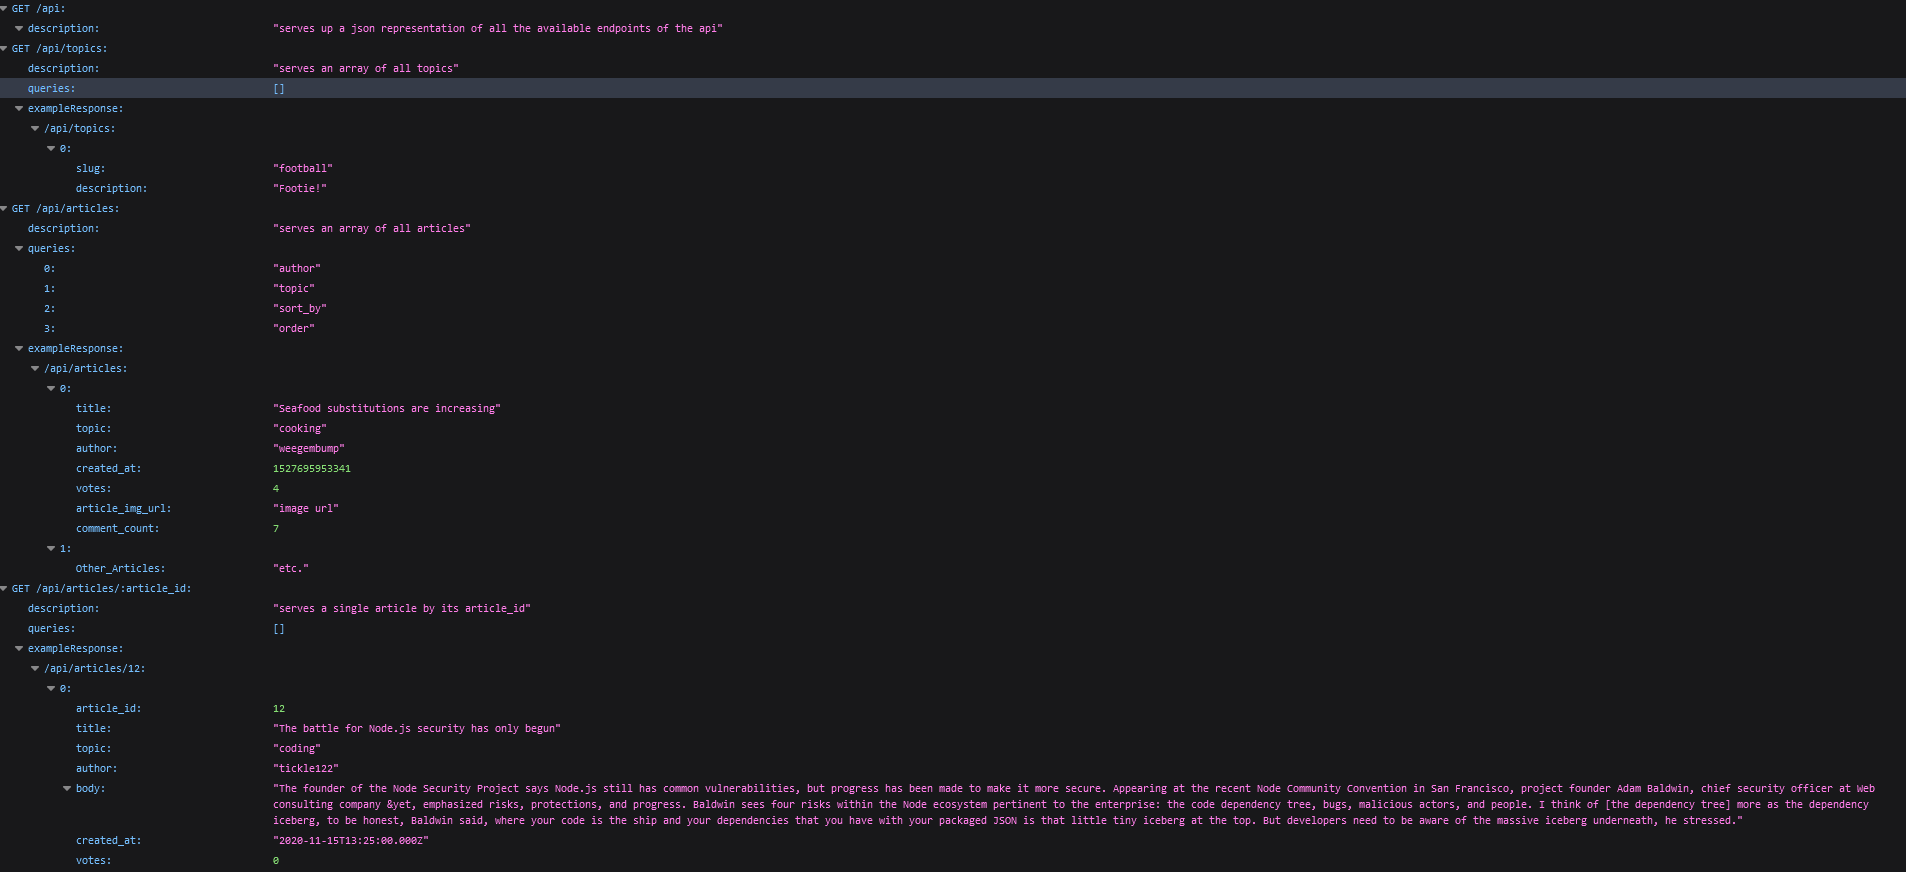 GET /api:
description: "serves up a json representation of all the available endpoints of the api"
GET /api/topics:
description: "serves an array of all topics"
queries: []
exampleResponse:
/api/topics:
0:
slug: "football"
description: "Footie!"
GET /api/articles:
description: "serves an array of all articles"
queries:
0: "author"
1: "topic"
2: "sort_by"
3: "order"
exampleResponse:
/api/articles:
0:
title: "Seafood substitutions are increasing"
topic: "cooking"
author: "weegembump"
created_at: 1527695953341
votes: 4
article_img_url: "image url"
comment_count: 7
1:
Other_Articles: "etc."
GET /api/articles/:article_id:
description: "serves a single article by its article_id"
queries: []
exampleResponse:
/api/articles/12:
0:
article_id: 12
title: "The battle for Node.js security has only begun"
topic: "coding"
author: "tickle122"
body: "The founder of the Node Security Project says Node.js still has common vulnerabilities, but progress has been made to make it more secure. Appearing at the recent Node Community Convention in San Francisco, project founder Adam Baldwin, chief security officer at Web
consulting company &yet, emphasized risks, protections, and progress. Baldwin sees four risks within the Node ecosystem pertinent to the enterprise: the code dependency tree, bugs, malicious actors, and people. I think of [the dependency tree] more as the dependency
iceberg, to be honest, Baldwin said, where your code is the ship and your dependencies that you have with your packaged JSON is that little tiny iceberg at the top. But developers need to be aware of the massive iceberg underneath, he stressed."
created_at: "2020-11-15T13:25:00.000Z"
votes: 0